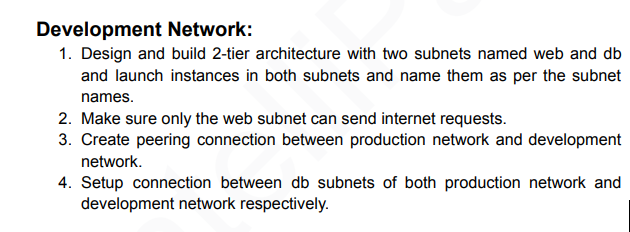 Development Network:
1. Design and build 2-tier architecture with two subnets named web and db
and launch instances in both subnets and name them as per the subnet
names.
2. Make sure only the web subnet can send internet requests.
3. Create peering connection between production network and development
network.
4. Setup connection between db subnets of both production network and
development network respectively.